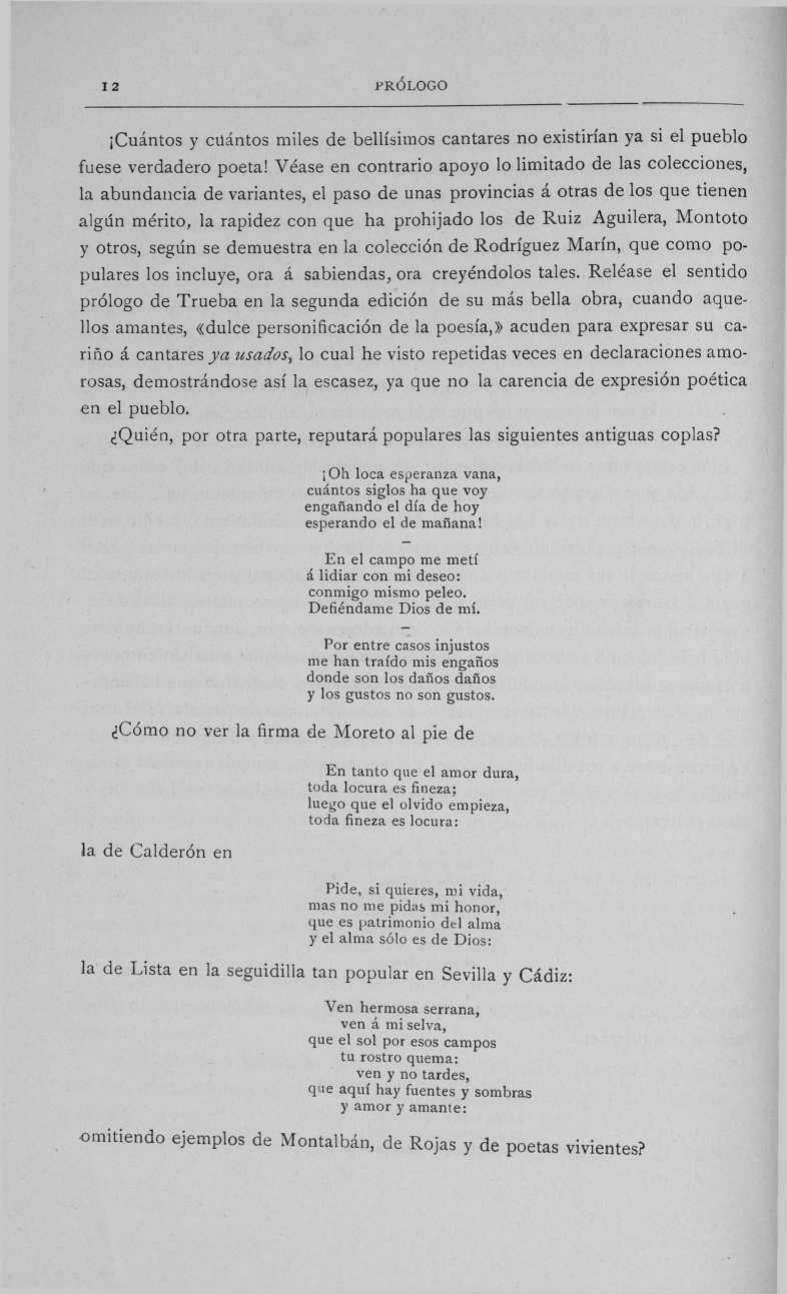 12
PRÓLOGO
¡Cuántos y cuántos miles de bellísimos cantares no existirían ya si el pueblo
fuese verdadero poeta! Véase en contrario apoyo lo limitado de las colecciones,
la abundancia de variantes, el paso de unas provincias á otras de los que tienen
algún mérito, la rapidez con que ha prohijado los de Ruiz Aguilera, Montoto
y otros, según se demuestra en la colección de Rodríguez Marín, que como po-
pulares los incluye, ora á sabiendas, ora creyéndolos tales. Reléase el sentido
prólogo de Trueba en la segunda edición de su más bella obra, cuando aque-
llos amantes, «dulce personificación de la poesía,» acuden para expresar su ca-
riño á cantares ya usados, lo cual he visto repetidas veces en declaraciones amo-
rosas, demostrándose así la escasez, ya que no la carencia de expresión poética
en el pueblo.
¿Quién, por otra parte, reputará populares las siguientes antiguas coplas?
¡Oh loca esperanza vana,
cuántos siglos ha que voy
engañando el día de hoy
esperando el de mañana!
—
En el campo me metí
á lidiar con mi deseo:
conmigo mismo peleo.
Defiéndame Dios de mí.
—
Por entre casos injustos
me han traído mis engaños
donde son los daños daños
y los gustos no son gustos.
¿Cómo no ver la firma de Moreto al pie de
En tanto que el amor dura,
toda locura es fineza;
luego que el olvido empieza,
toda fineza es locura:
la de Calderón en
Pide, si quieres, mi vida,
mas no me pidas mi honor,
que es patrimonio del alma
y el alma sólo es de Dios:
la de Lista en la seguidilla tan popular en Sevilla y Cádiz:
Ven hermosa serrana,
ven á mi selva,
que el sol por esos campos
tu rostro quema:
ven y no tardes,
que aquí hay fuentes y sombras
y amor y amante:
omitiendo ejemplos de Montalbán, de Rojas y de poetas vivientes?